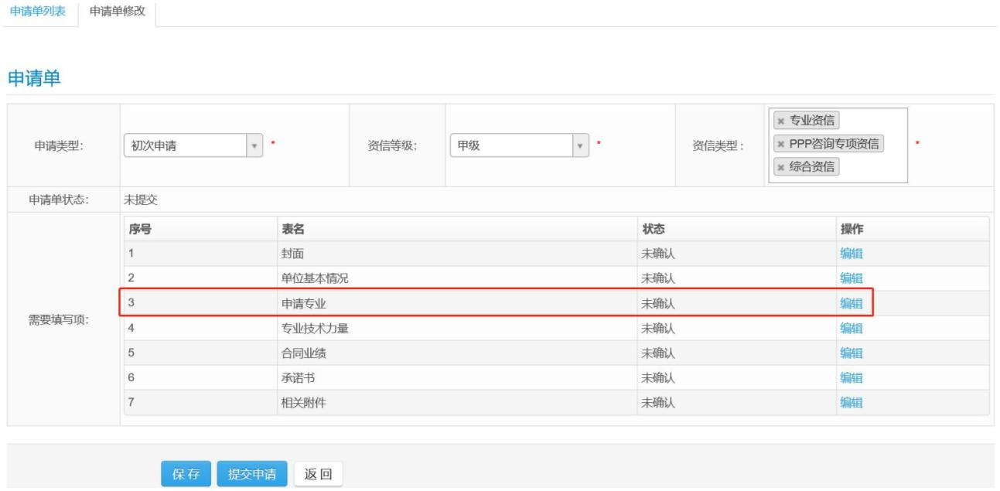 申请单列表 申请单修改
申请单
申请类型: 初次申请 * 资信等级: 甲级 * 资信类型: × 专业资信
× PPP咨询专项资信 *
× 综合资信
申请单状态: 未提交
需要填写项:
序号 表名 状态 操作
1 封面 未确认 编辑
2 单位基本情况 未确认 编辑
3 申请专业 未确认 编辑
4 专业技术力量 未确认 编辑
5 合同业绩 未确认 编辑
6 承诺书 未确认 编辑
7 相关附件 未确认 编辑
保存 提交申请 返回